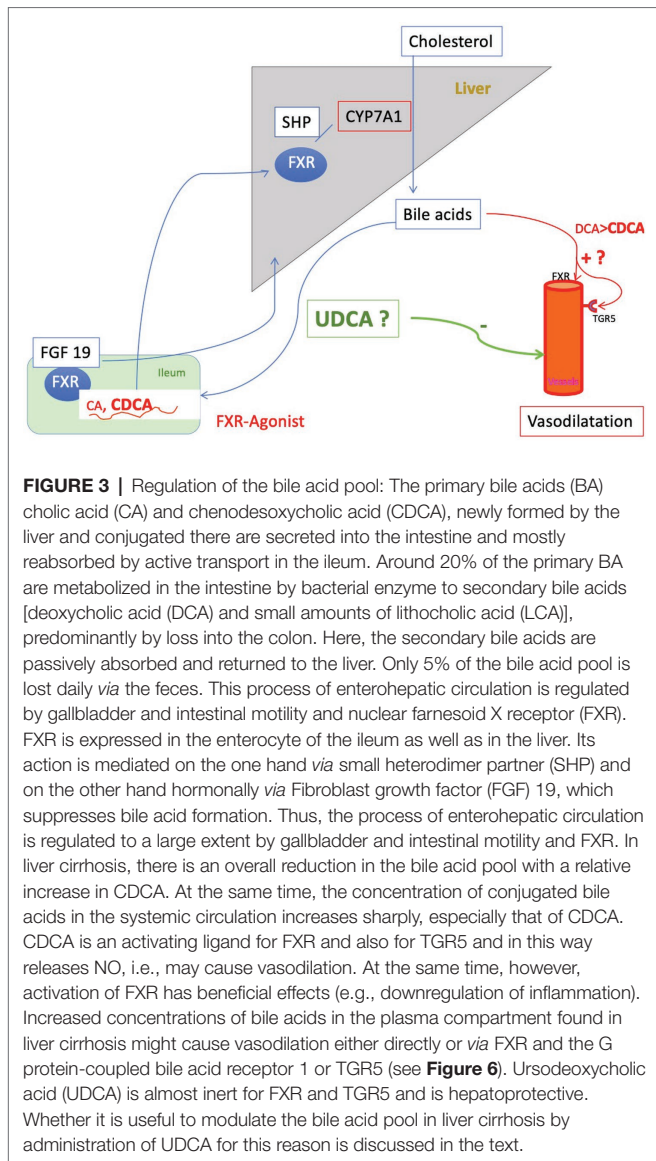 Cholesterol
Liver
SHP
CYP7A1
FXR
Bile acids
DCA>CDCA
+ ?
FXR
TGR5
UDCA ?
-
FGF 19
FXR
Ileum
CA, CDCA
FXR-Agonist
Vasodilatation
FIGURE 3 | Regulation of the bile acid pool: The primary bile acids (BA)
cholic acid (CA) and chenodesoxycholic acid (CDCA), newly formed by the
liver and conjugated there are secreted into the intestine and mostly
reabsorbed by active transport in the ileum. Around 20% of the primary BA
are metabolized in the intestine by bacterial enzyme to secondary bile acids
[deoxycholic acid (DCA) and small amounts of lithocholic acid (LCA)],
predominantly by loss into the colon. Here, the secondary bile acids are
passively absorbed and returned to the liver. Only 5% of the bile acid pool is
lost daily via the feces. This process of enterohepatic circulation is regulated
by gallbladder and intestinal motility and nuclear farnesoid X receptor (FXR).
FXR is expressed in the enterocyte of the ileum as well as in the liver. Its
action is mediated on the one hand via small heterodimer partner (SHP) and
on the other hand hormonally via Fibroblast growth factor (FGF) 19, which
suppresses bile acid formation. Thus, the process of enterohepatic circulation
is regulated to a large extent by gallbladder and intestinal motility and FXR. In
liver cirrhosis, there is an overall reduction in the bile acid pool with a relative
increase in CDCA. At the same time, the concentration of conjugated bile
acids in the systemic circulation increases sharply, especially that of CDCA.
CDCA is an activating ligand for FXR and also for TGR5 and in this way
releases NO, i.e., may cause vasodilation. At the same time, however,
activation of FXR has beneficial effects (e.g., downregulation of inflammation).
Increased concentrations of bile acids in the plasma compartment found in
liver cirrhosis might cause vasodilation either directly or via FXR and the G
protein-coupled bile acid receptor 1 or TGR5 (see Figure 6). Ursodeoxycholic
acid (UDCA) is almost inert for FXR and TGR5 and is hepatoprotective.
Whether it is useful to modulate the bile acid pool in liver cirrhosis by
administration of UDCA for this reason is discussed in the text.